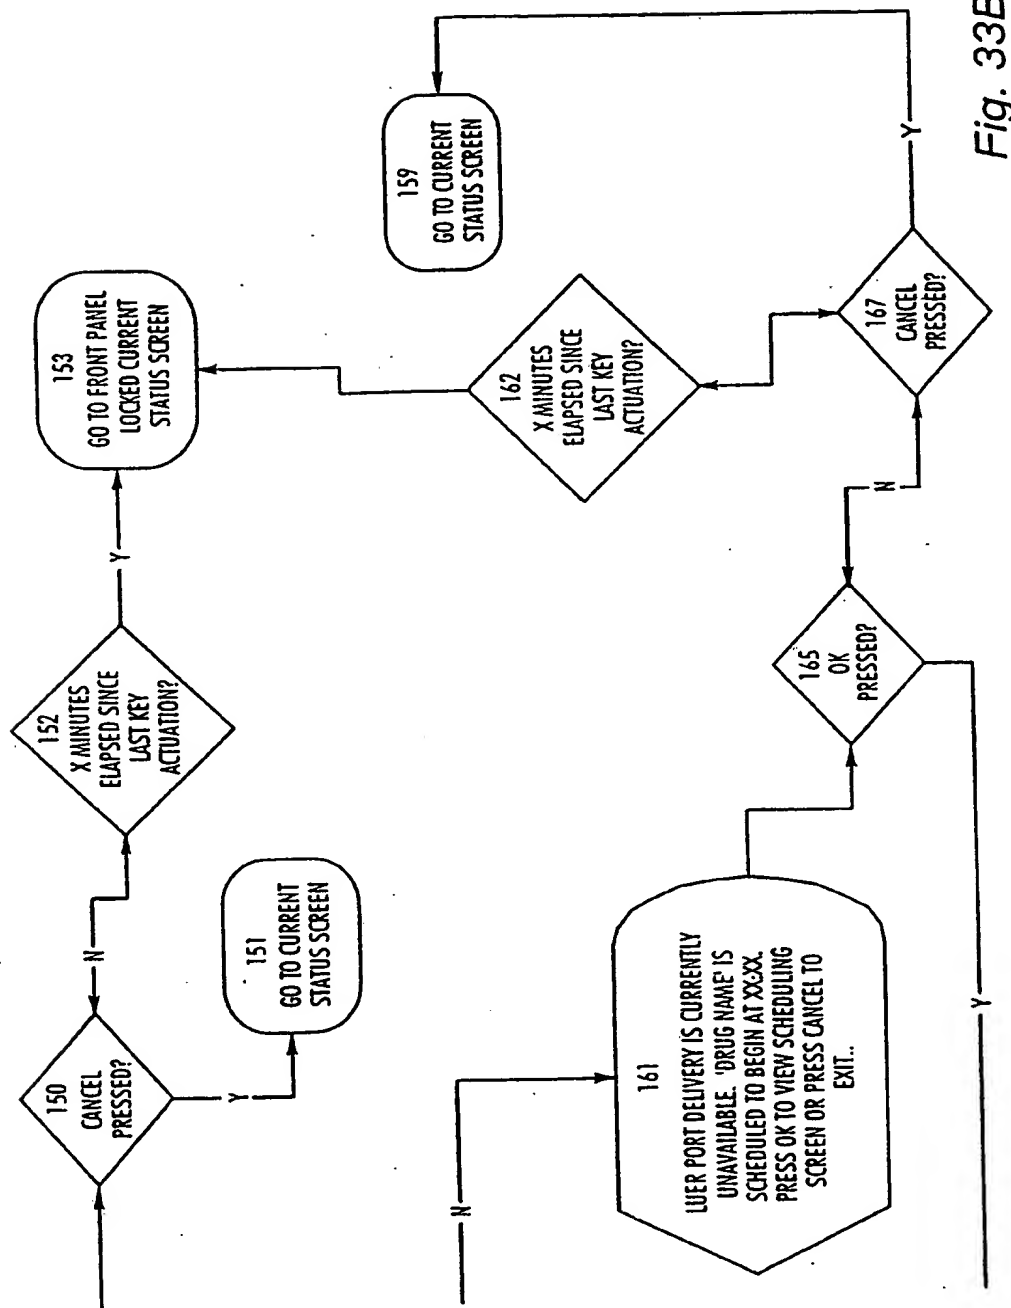 150
CANCEL
PRESSED?
N
Y
151
GO TO CURRENT
STATUS SCREEN
152
X MINUTES
ELAPSED SINCE
LAST KEY
ACTUATION?
Y
153
GO TO FRONT PANEL
LOCKED CURRENT
STATUS SCREEN
N
161
LUER PORT DELIVERY IS CURRENTLY
UNAVAILABLE. 'DRUG NAME' IS
SCHEDULED TO BEGIN AT XX:XX.
PRESS OK TO VIEW SCHEDULING
SCREEN OR PRESS CANCEL TO
EXIT..
165
OK
PRESSED?
Y
N
162
X MINUTES
ELAPSED SINCE
LAST KEY
ACTUATION?
167
CANCEL
PRESSED?
Y
159
GO TO CURRENT
STATUS SCREEN
Fig. 33B